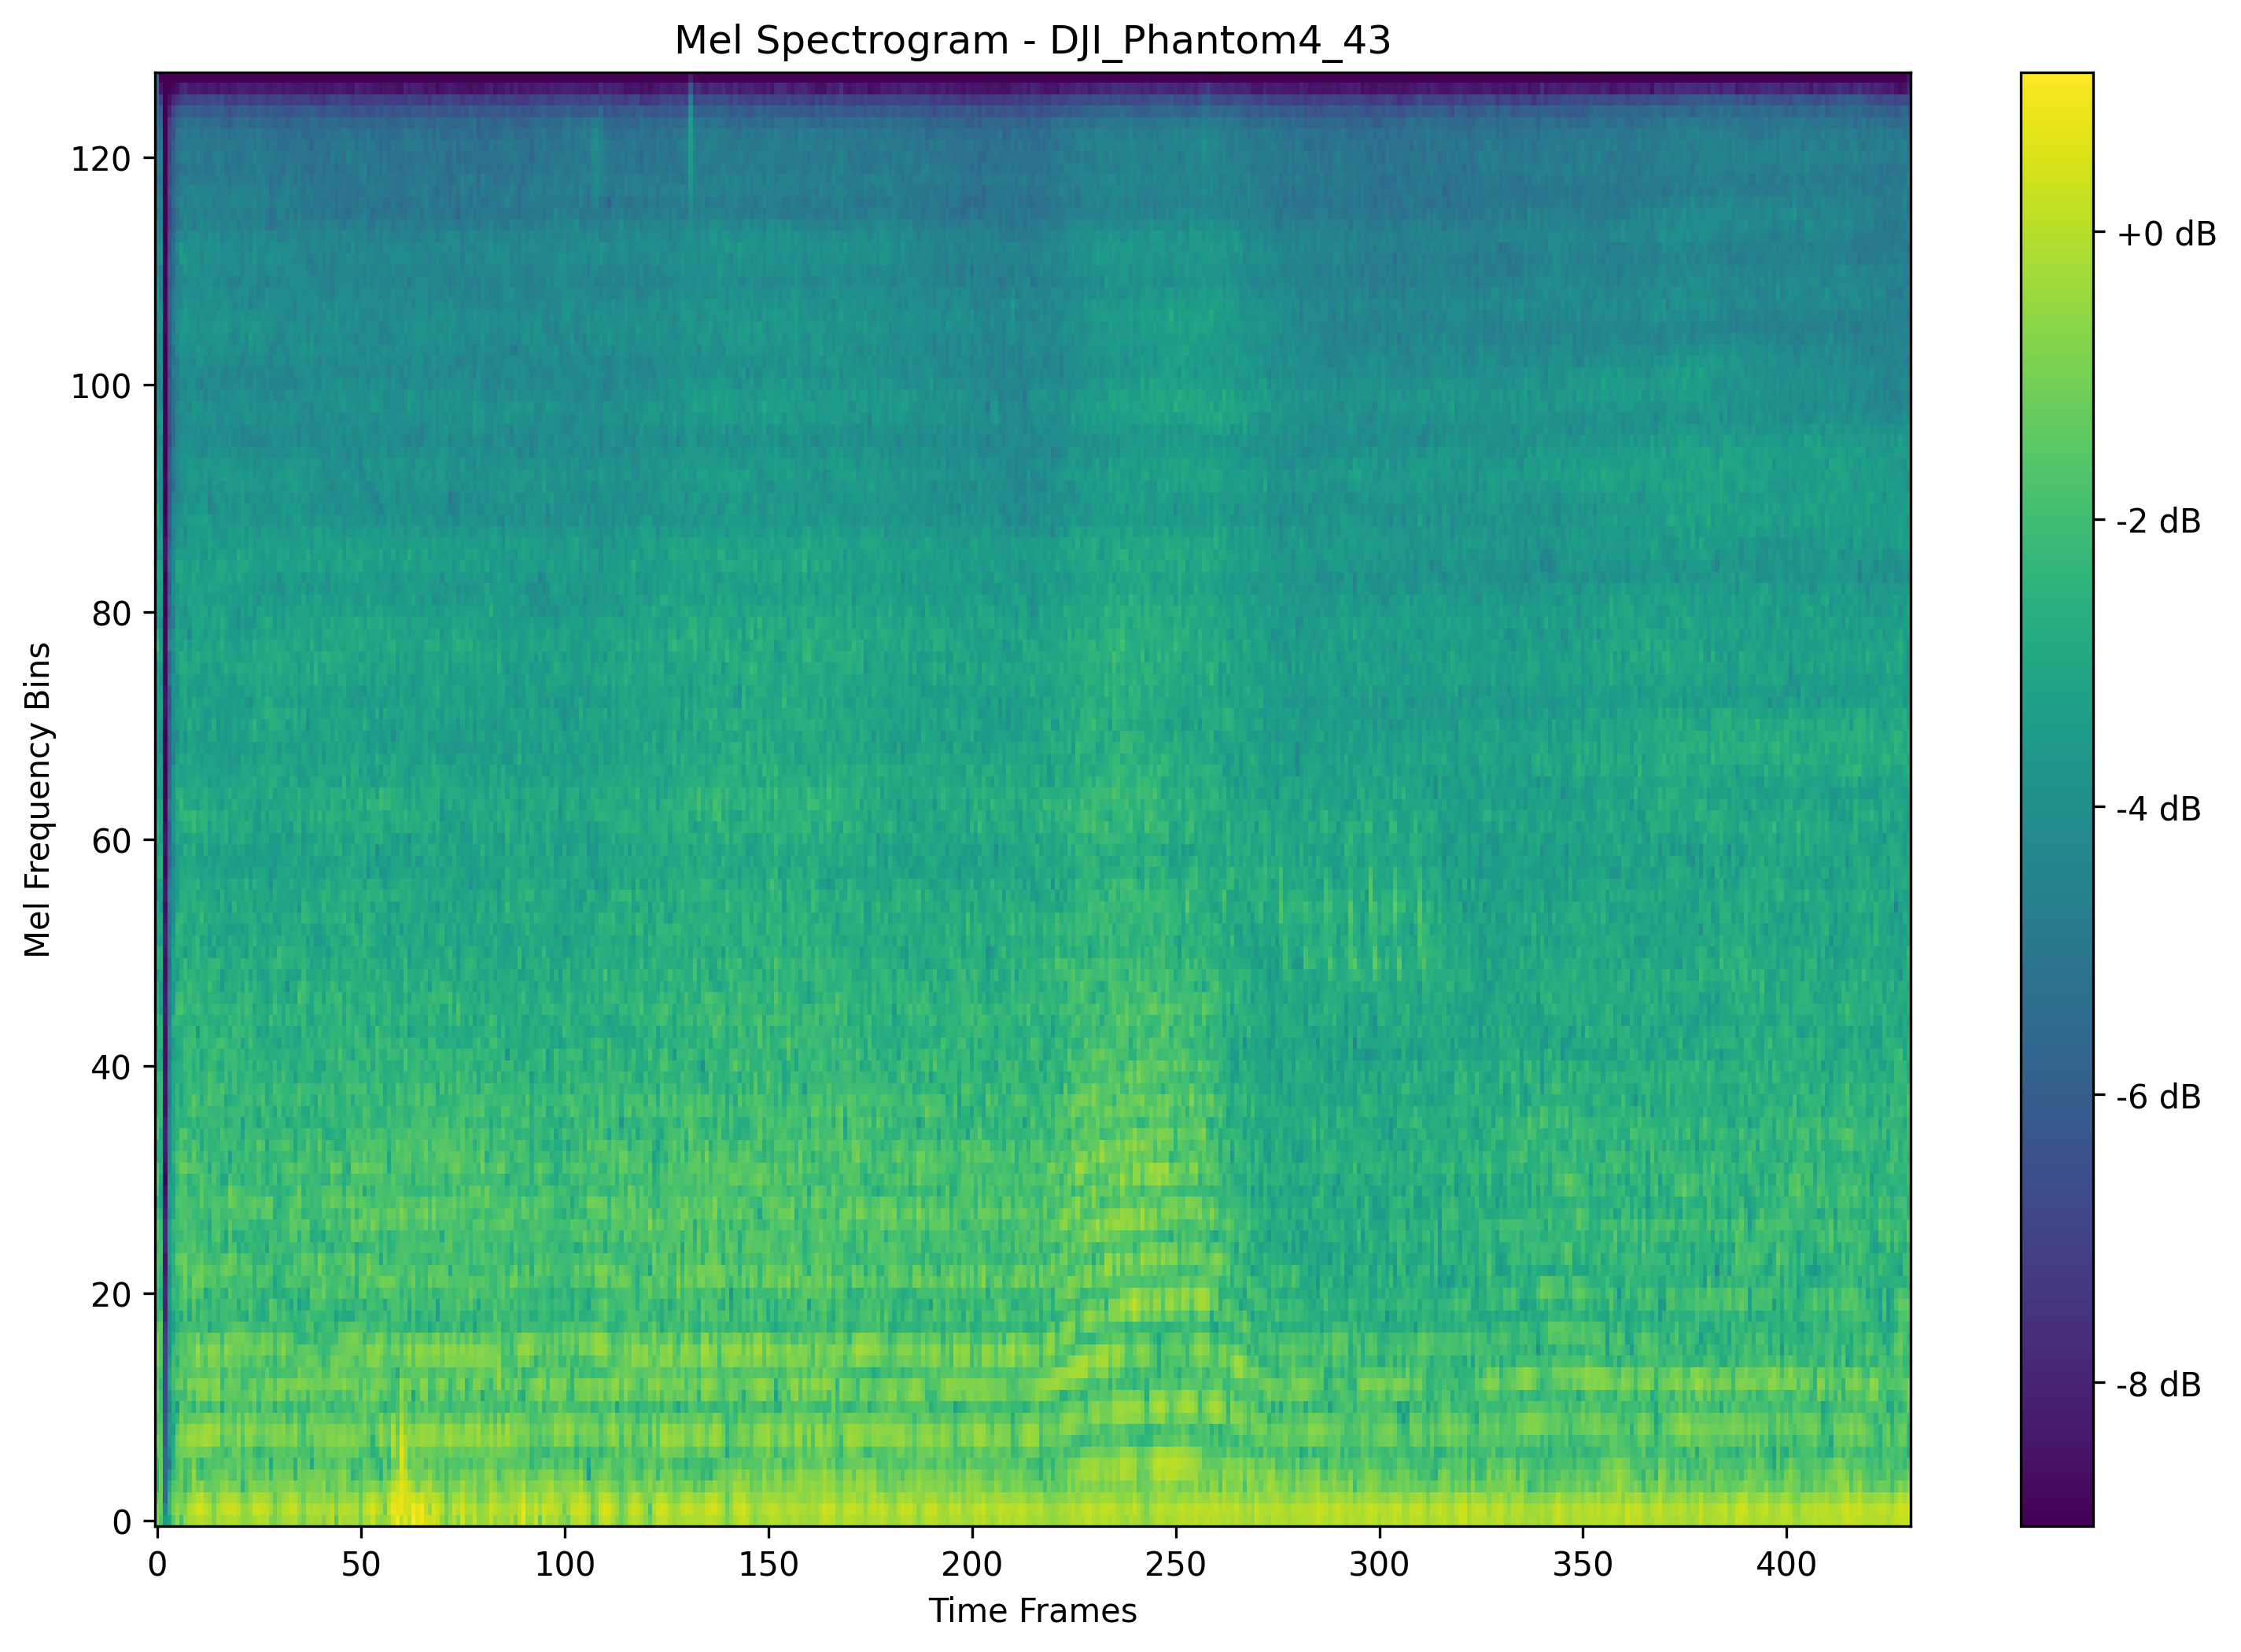 Mel Spectrogram - DJI_Phantom4_43
Mel Frequency Bins
120
100
80
60
40
20
0
0 50 100 150 200 250 300 350 400
Time Frames
+0 dB
-2 dB
-4 dB
-6 dB
-8 dB